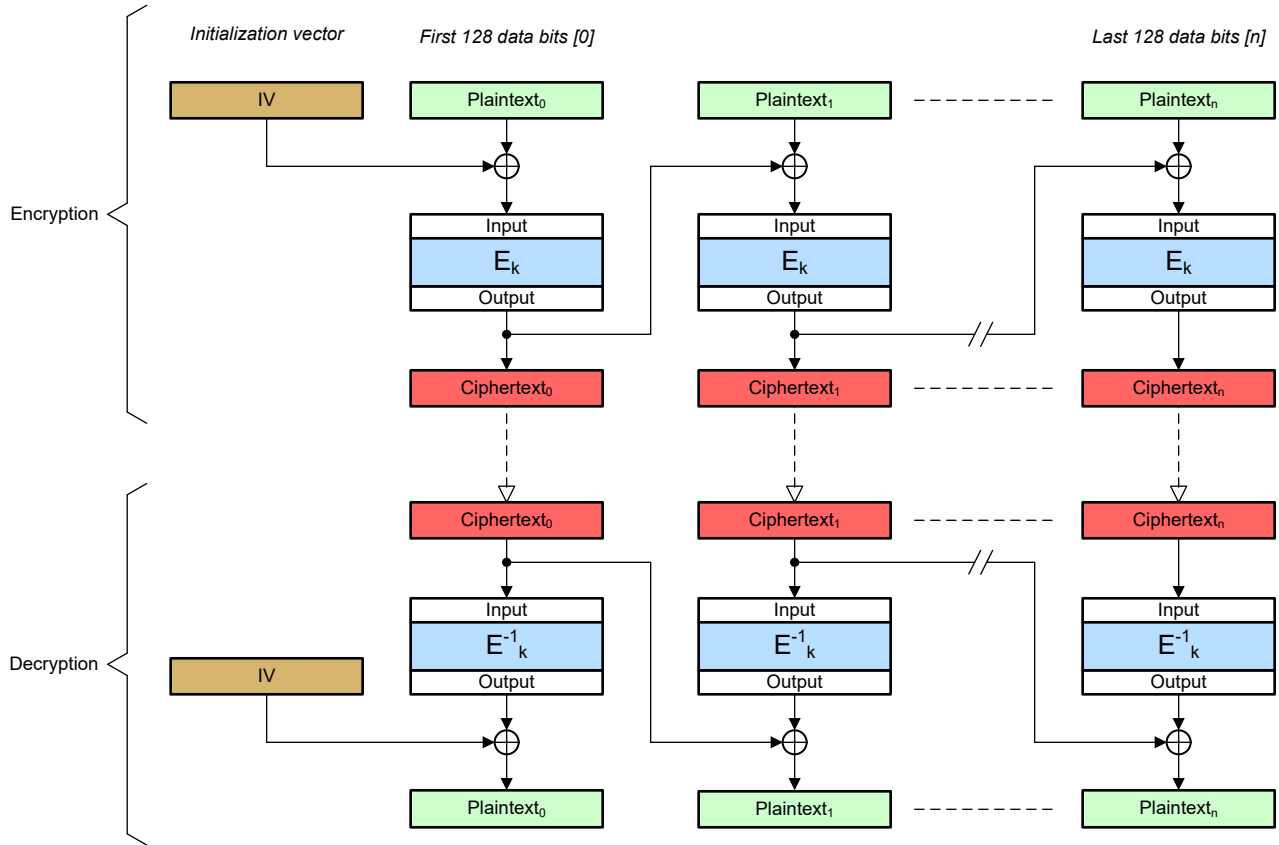 Initialization vector First 128 data bits [0] Last 128 data bits [n]
IV Plaintext₀ Plaintext₁ Plaintextₙ
Encryption
Input Input Input
Eₖ Eₖ Eₖ
Output Output Output
Ciphertext₀ Ciphertext₁ Ciphertextₙ
Ciphertext₀ Ciphertext₁ Ciphertextₙ
Decryption
Input Input Input
E⁻¹ₖ E⁻¹ₖ E⁻¹ₖ
IV Output Output Output
Plaintext₀ Plaintext₁ Plaintextₙ